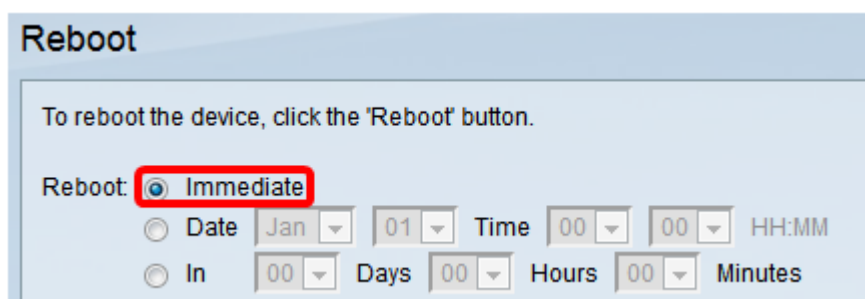 Reboot
To reboot the device, click the 'Reboot' button.
Reboot: Immediate
Date Jan 01 Time 00 00 HH:MM
In 00 Days 00 Hours 00 Minutes